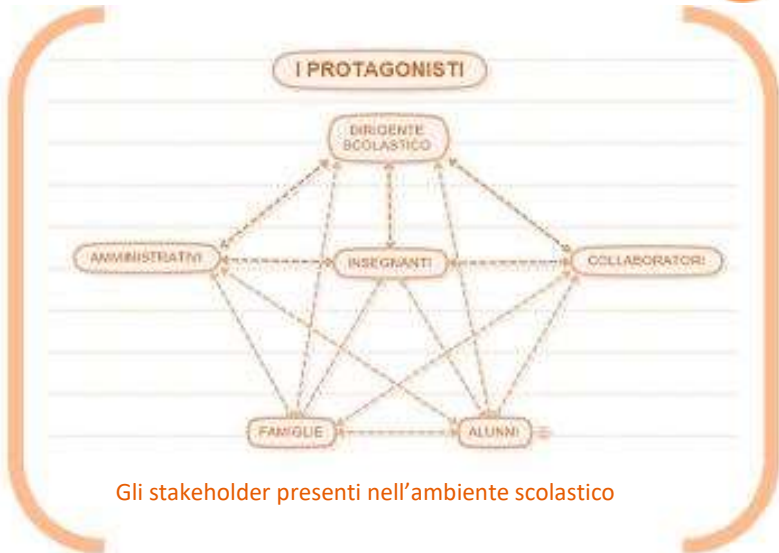 I PROTAGONISTI
DIRIGENTE
SCOLASTICO
AMMINISTRATIVI
INSEGNANTI
COLLABORATORI
FAMIGLIE
ALUNNI
Gli stakeholder presenti nell'ambiente scolastico